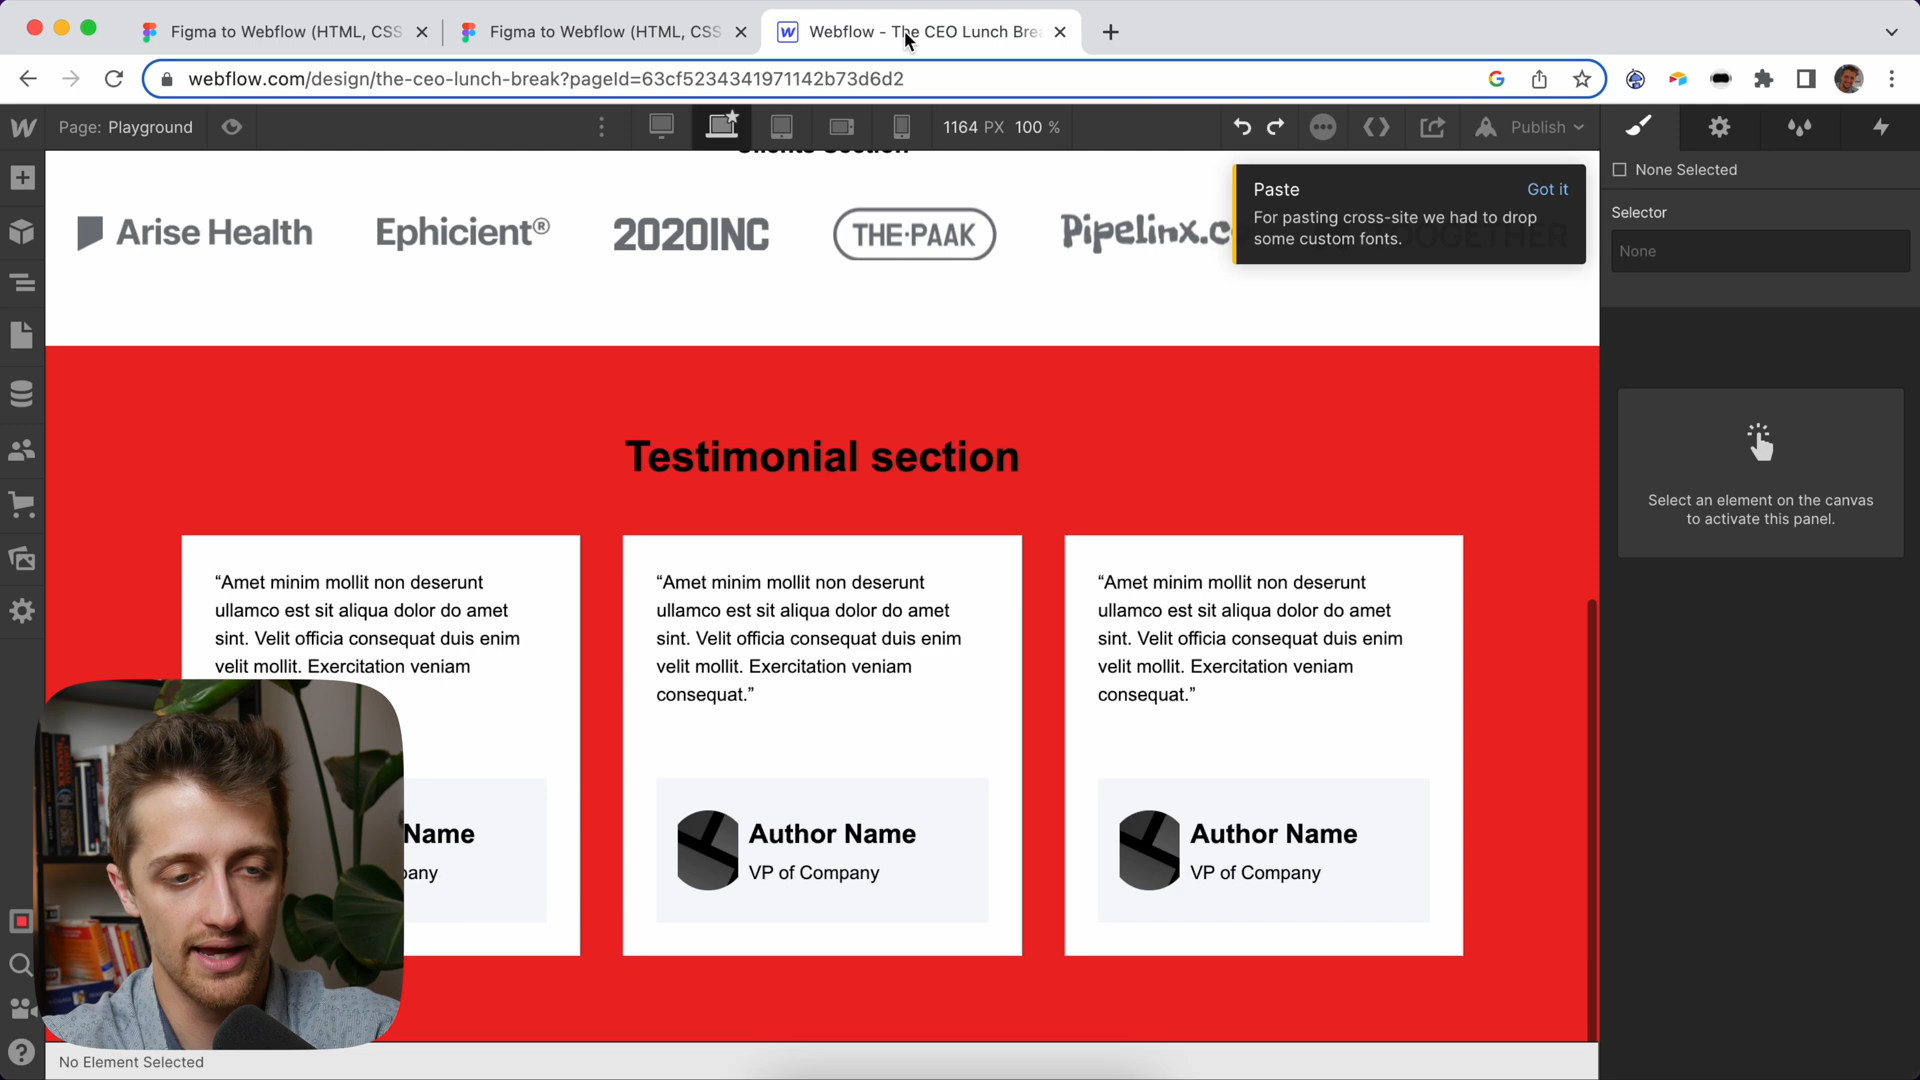 Figma to Webflow (HTML, CSS
Figma to Webflow (HTML, CSS
Webflow - The CEO Lunch Brea
webflow.com/design/the-ceo-lunch-break?pageId=63cf5234341971142b73d6d2
Page: Playground
1164 PX 100 %
Publish
Clients Section
None Selected
Selector
None
Arise Health
Ephicient®
2020INC
THE·PAAK
Pipelinx.c
Paste
Got it
For pasting cross-site we had to drop
some custom fonts.
Testimonial section
“Amet minim mollit non deserunt
ullamco est sit aliqua dolor do amet
sint. Velit officia consequat duis enim
velit mollit. Exercitation veniam
“Amet minim mollit non deserunt
ullamco est sit aliqua dolor do amet
sint. Velit officia consequat duis enim
velit mollit. Exercitation veniam
consequat.”
“Amet minim mollit non deserunt
ullamco est sit aliqua dolor do amet
sint. Velit officia consequat duis enim
velit mollit. Exercitation veniam
consequat.”
Name
pany
Author Name
VP of Company
Author Name
VP of Company
Select an element on the canvas
to activate this panel.
No Element Selected